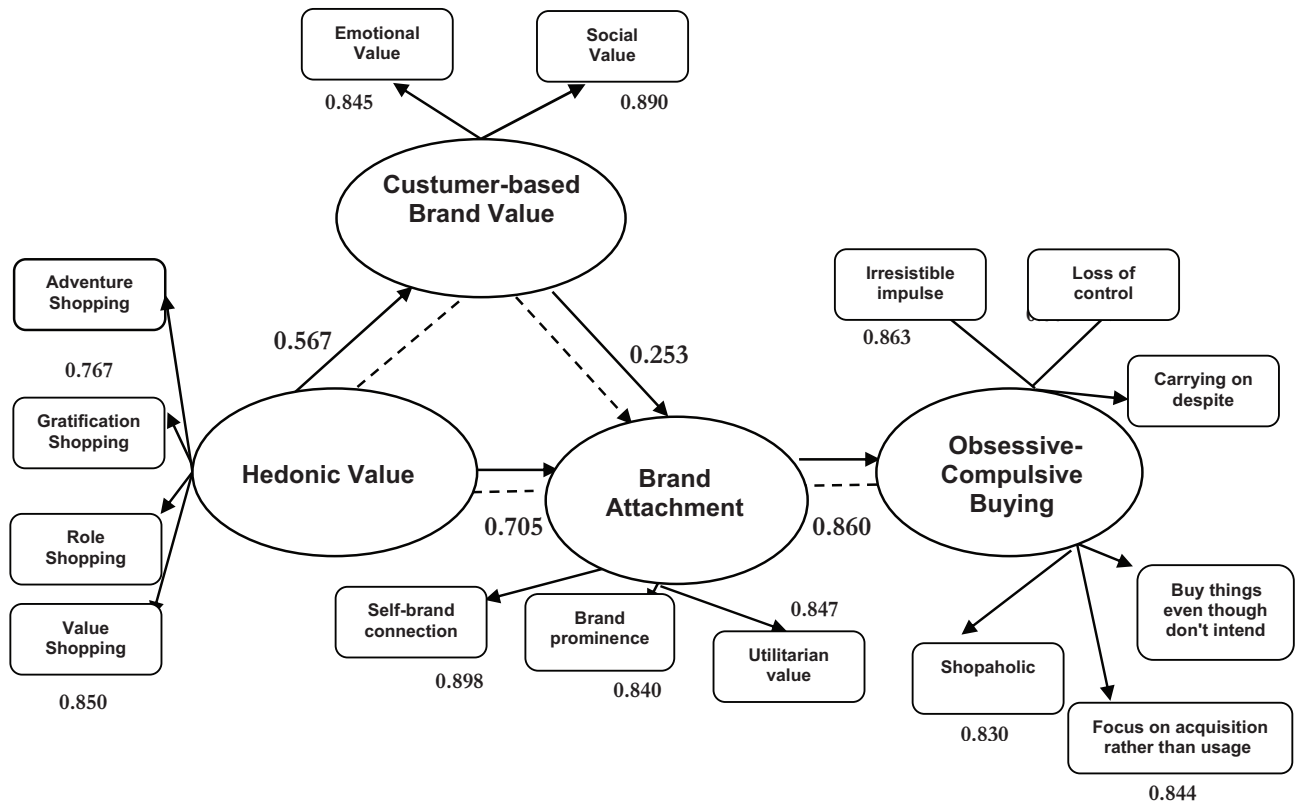 Emotional
Value
Social
Value
0.845
0.890
Custumer-based
Brand Value
Adventure
Shopping
Irresistible
impulse
Loss of
control
0.567
0.253
0.863
0.767
Carrying on
despite
Gratification
Shopping
Hedonic Value
Brand
Attachment
Obsessive-
Compulsive
Buying
0.705
0.860
Role
Shopping
Value
Shopping
0.850
Self-brand
connection
0.898
Brand
prominence
0.840
0.847
Utilitarian
value
Buy things
even though
don't intend
Shopaholic
0.830
Focus on acquisition
rather than usage
0.844